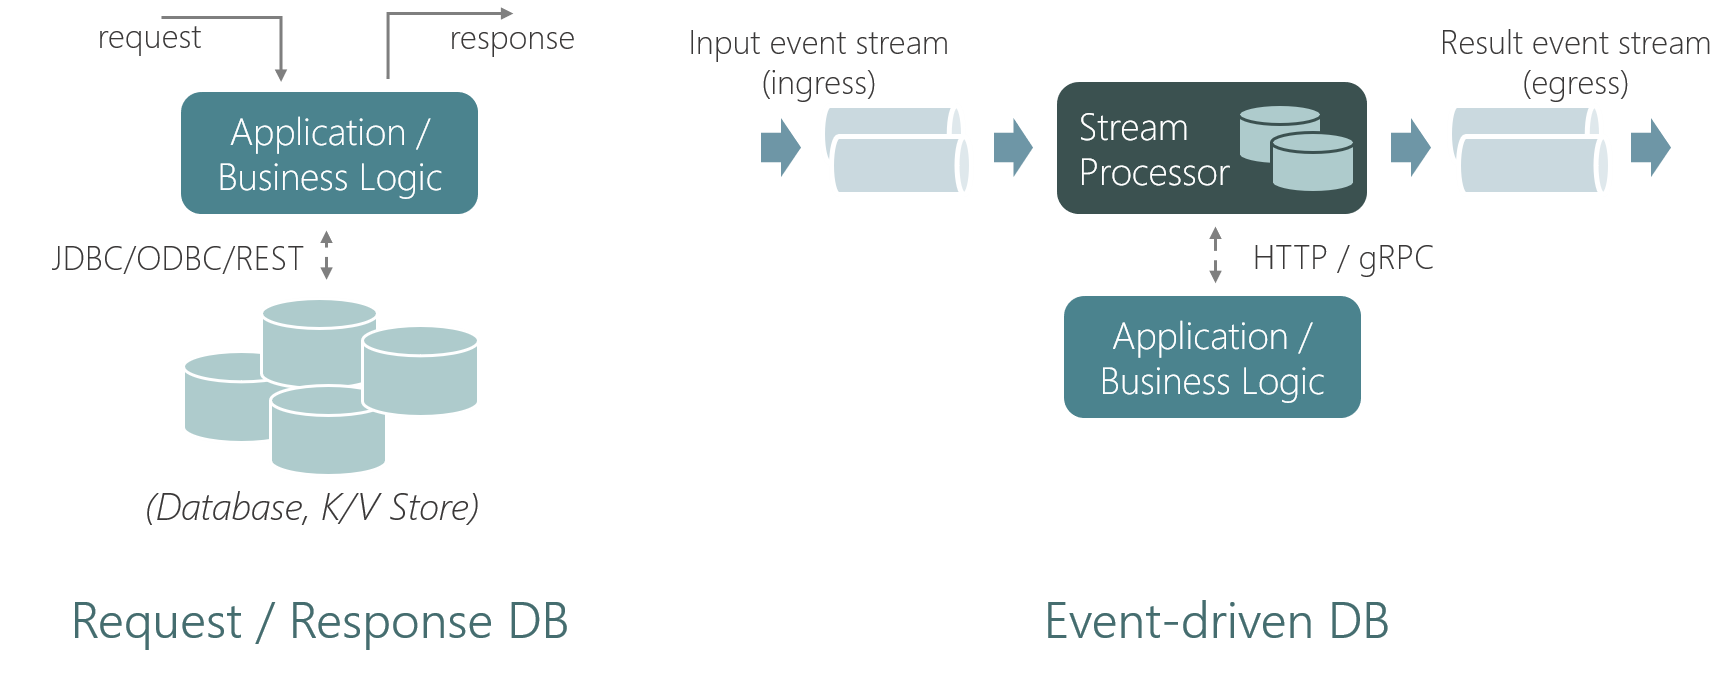 request
response
Application /
Business Logic
JDBC/ODBC/REST
(Database, K/V Store)
Request / Response DB
Input event stream
(ingress)
Stream
Processor
Result event stream
(egress)
HTTP / gRPC
Application /
Business Logic
Event-driven DB